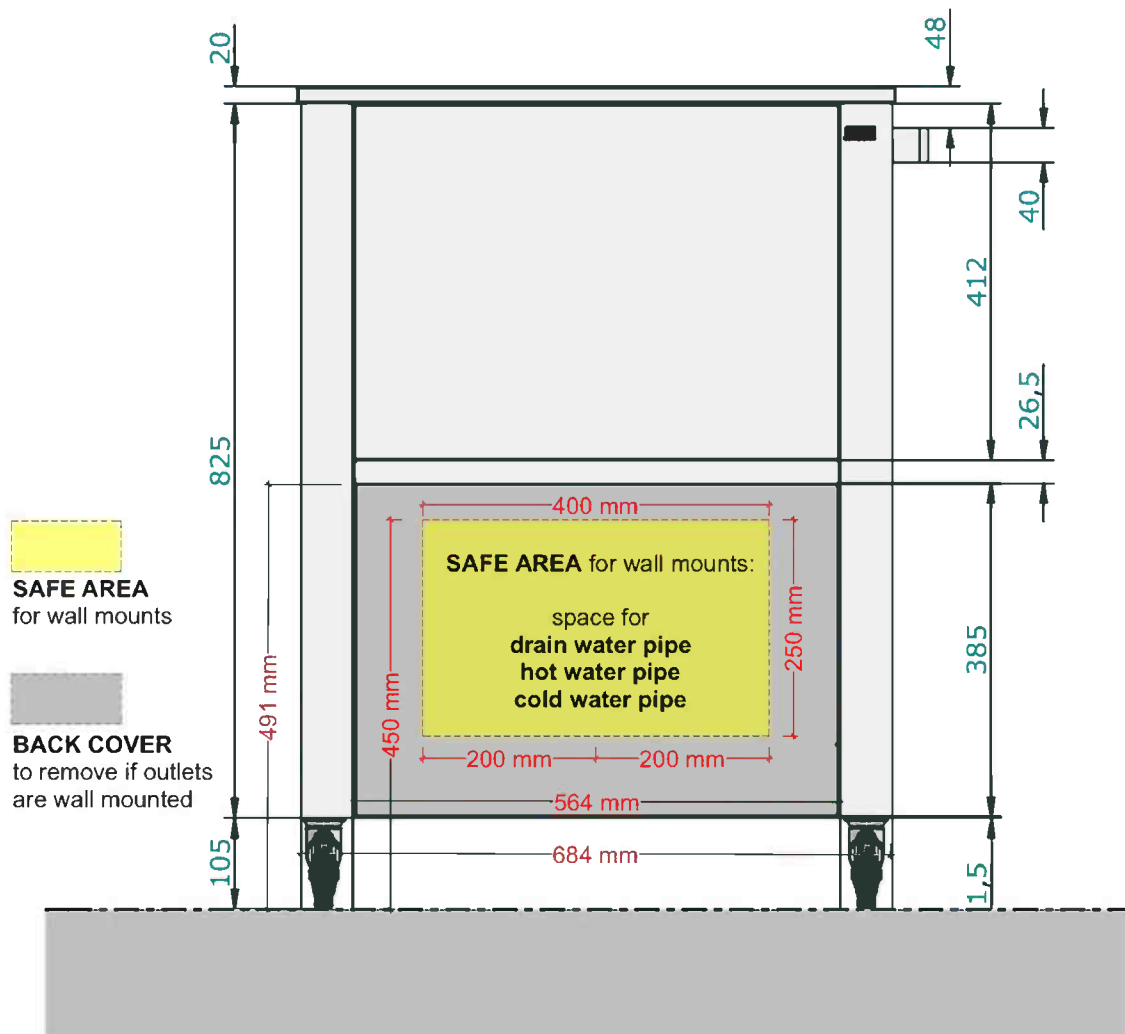 20
48
40
412
825
26,5
400 mm
SAFE AREA for wall mounts:
space for
drain water pipe
hot water pipe
cold water pipe
250 mm
385
SAFE AREA
for wall mounts
491 mm
450 mm
BACK COVER
to remove if outlets
are wall mounted
200 mm 200 mm
564 mm
684 mm
105
1,5